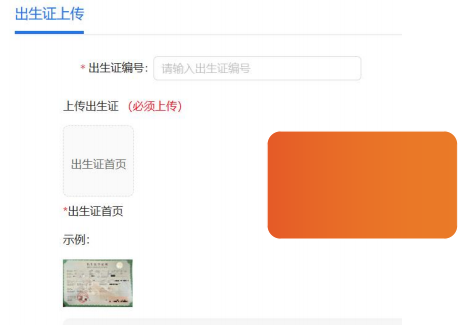 出生证上传
* 出生证编号: 请输入出生证编号
上传出生证 （必须上传）
出生证首页
*出生证首页
示例: